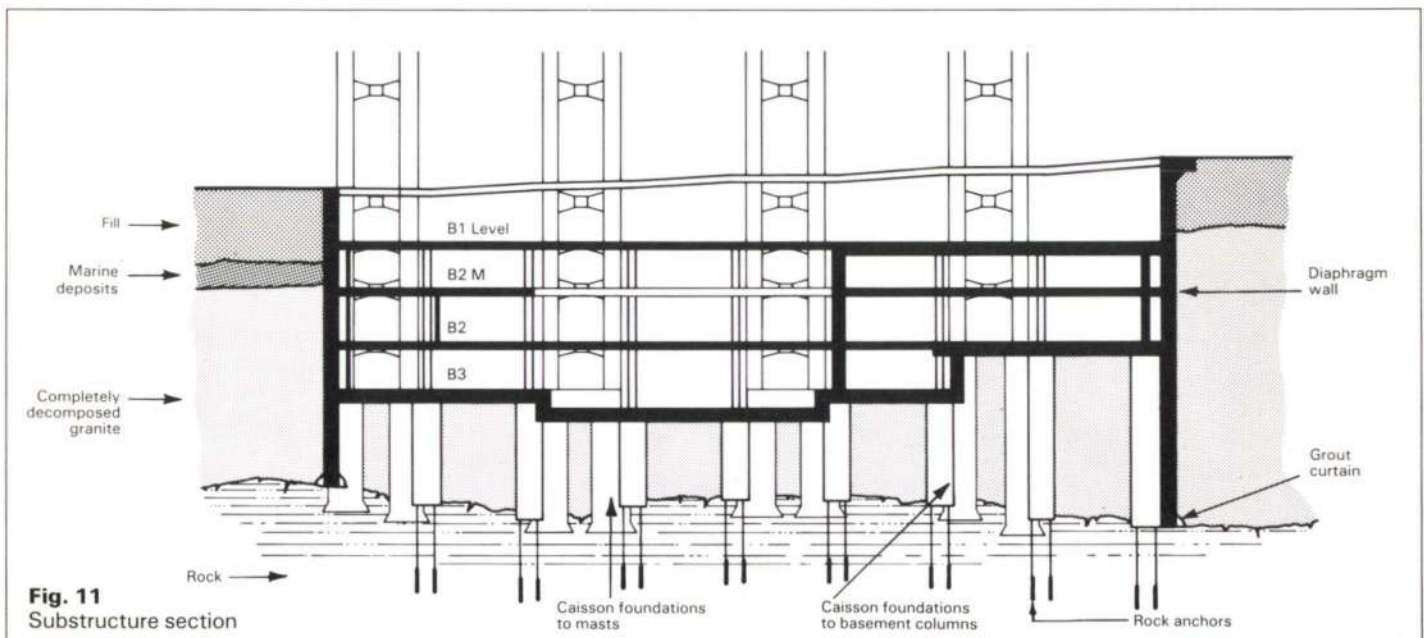 B1 Level
Fill
Marine
deposits
B2 M
Diaphragm
wall
B2
B3
Completely
decomposed
granite
Grout
curtain
Rock
Fig. 11
Substructure section
Caisson foundations
to masts
Caisson foundations
to basement columns
Rock anchors